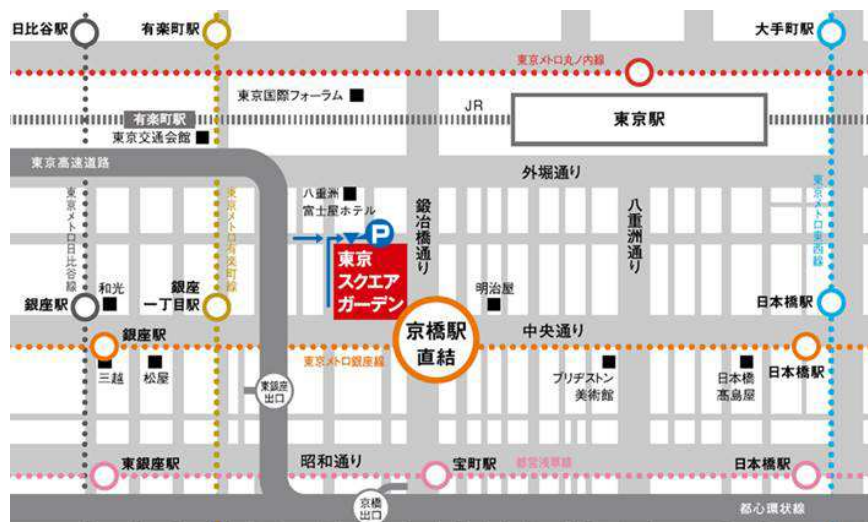 日比谷駅
有楽町駅
大手町駅
東京メトロ丸ノ内線
東京国際フォーラム
JR
東京駅
有楽町駅
東京交通会館
東京高速道路
外堀通り
東京メトロ日比谷線
東京メトロ有楽町線
八重洲
富士屋ホテル
鍛冶橋通り
八重洲通り
東京メトロ東西線
P
東京
スクエア
ガーデン
和光
銀座駅
銀座
一丁目駅
明治屋
日本橋駅
京橋駅
直結
銀座駅
中央通り
東京メトロ銀座線
日本橋駅
三越
松屋
ブリヂストン
美術館
日本橋
髙島屋
東銀座
出口
東銀座駅
昭和通り
宝町駅
都営浅草線
日本橋駅
京橋
出口
都心環状線